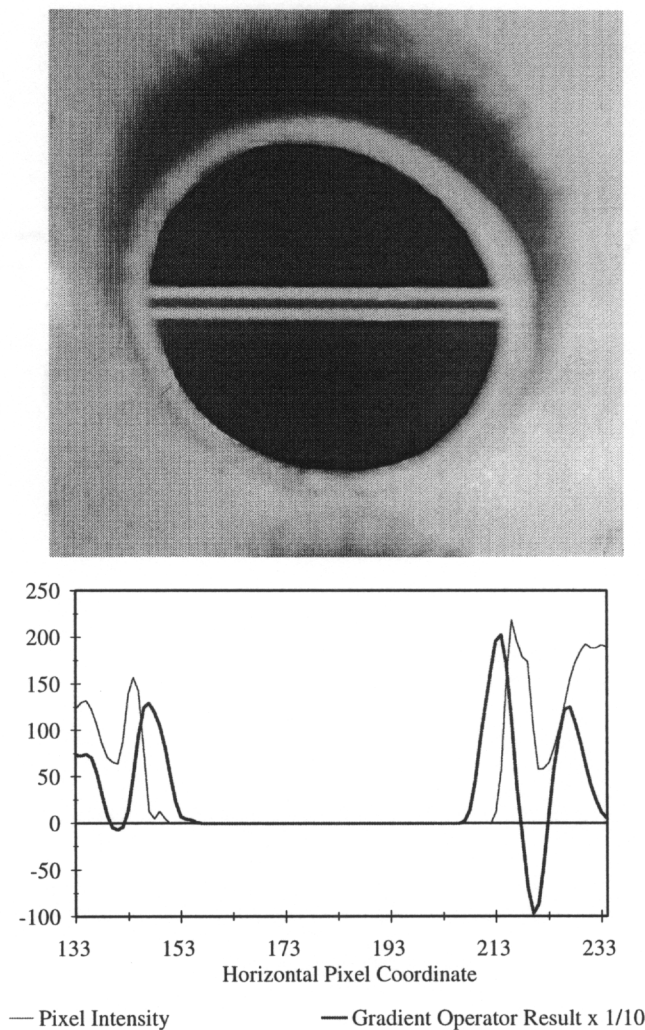 250
200
150
100
50
0
-50
-100
133 153 173 193 213 233
Horizontal Pixel Coordinate
Pixel Intensity Gradient Operator Result x 1/10